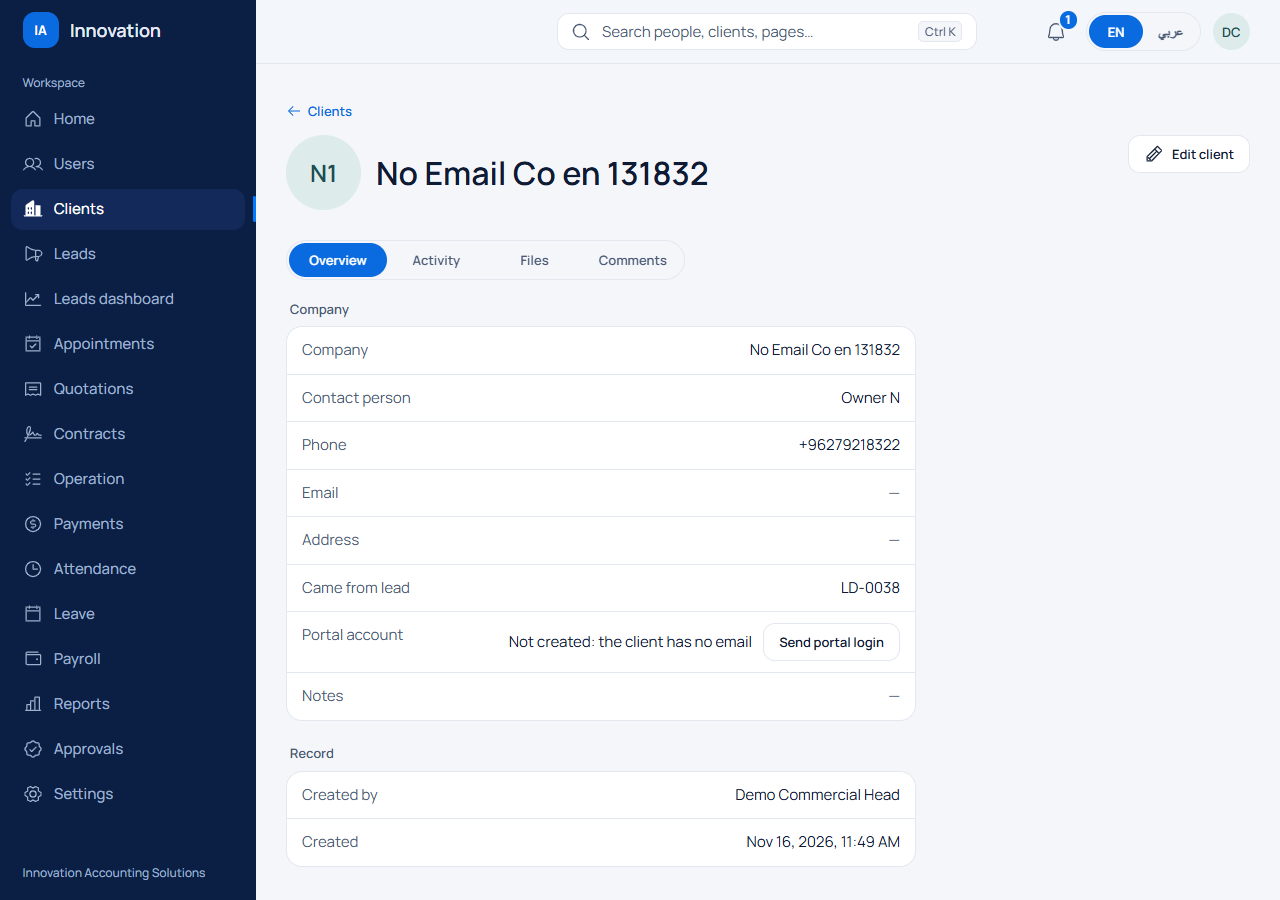 IA Innovation
Search people, clients, pages... Ctrl K
1
EN عربي DC
Workspace
Home
Users
Clients
Leads
Leads dashboard
Appointments
Quotations
Contracts
Operation
Payments
Attendance
Leave
Payroll
Reports
Approvals
Settings
Innovation Accounting Solutions
← Clients
N1 No Email Co en 131832
Edit client
Overview Activity Files Comments
Company
Company No Email Co en 131832
Contact person Owner N
Phone +96279218322
Email —
Address —
Came from lead LD-0038
Portal account Not created: the client has no email Send portal login
Notes —
Record
Created by Demo Commercial Head
Created Nov 16, 2026, 11:49 AM